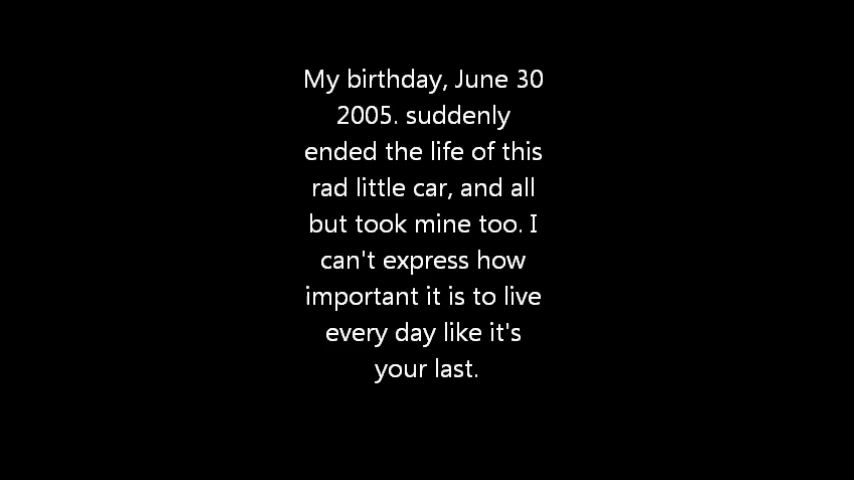 My birthday, June 30
2005. suddenly
ended the life of this
rad little car, and all
but took mine too. I
can't express how
important it is to live
every day like it's
your last.